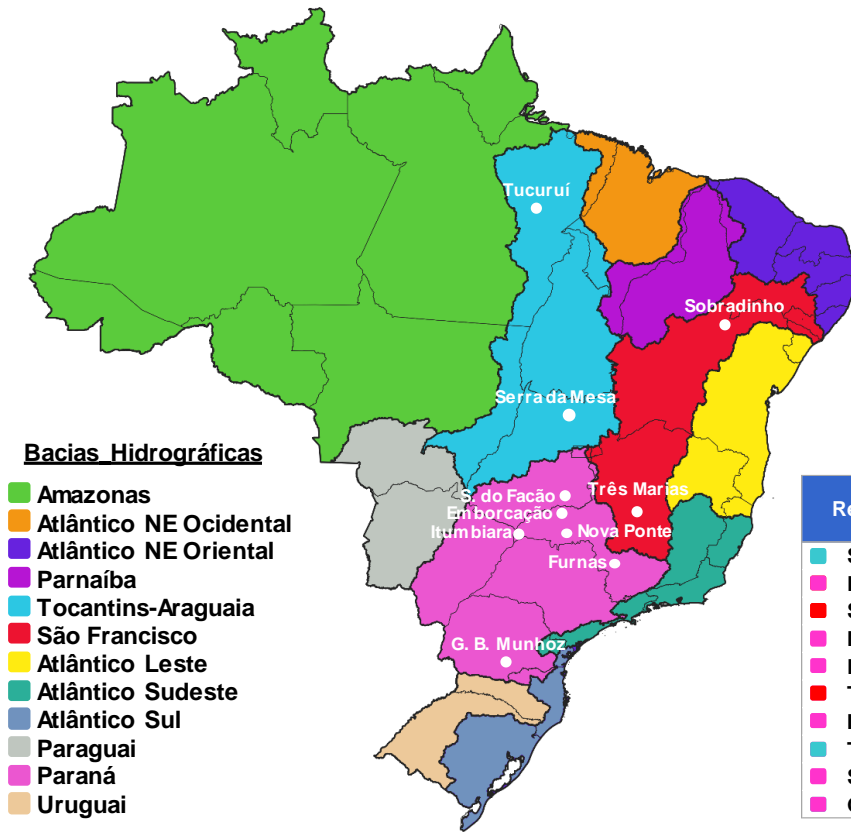 Tucuruí
Sobradinho
Serra da Mesa
Bacias_Hidrográficas
Amazonas
Atlântico NE Ocidental
Atlântico NE Oriental
Parnaíba
Tocantins-Araguaia
São Francisco
Atlântico Leste
Atlântico Sudeste
Atlântico Sul
Paraguai
Paraná
Uruguai
S. do Facão
Emborcação
Itumbiara
Três Marias
Nova Ponte
Furnas
G. B. Munhoz